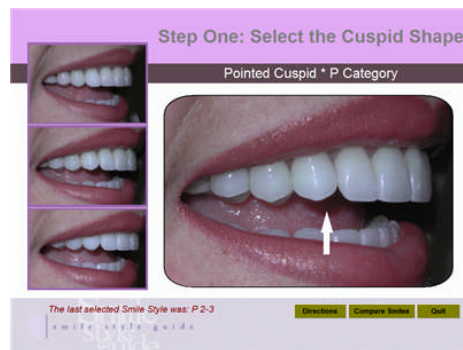 Step One: Select the Cuspid Shape
Pointed Cuspid * P Category
The last selected Smile Style was: P 2-3
Directions
Compare Smiles
Quit
smile style guide